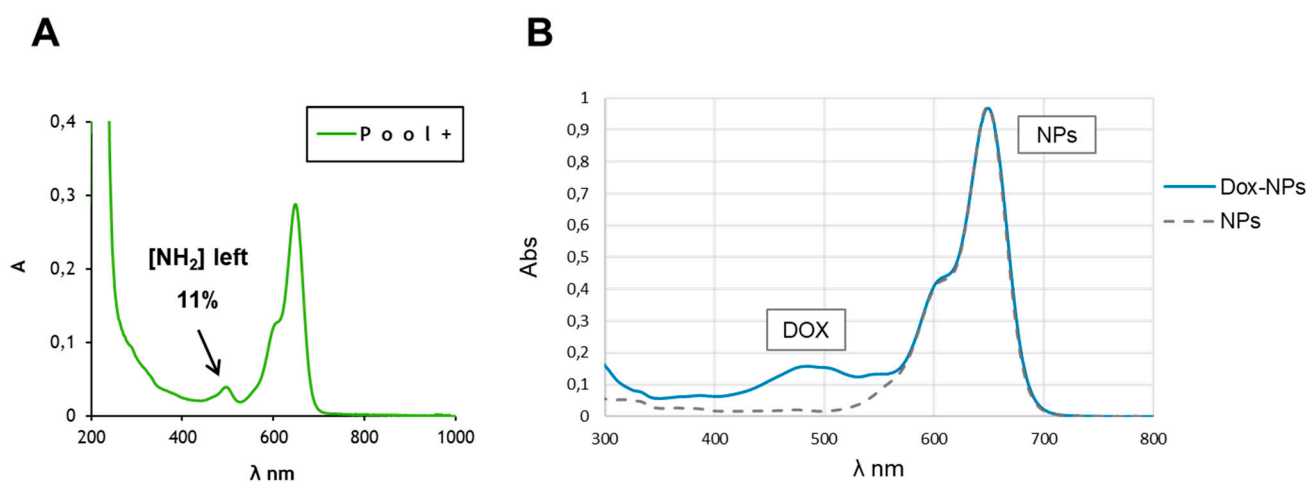 A
B
P o o l +
0,4
0,3
0,2
0,1
0
A
[NH₂] left
11%
200
400
600
800
1000
λ nm
1
0,9
0,8
0,7
0,6
0,5
0,4
0,3
0,2
0,1
0
Abs
NPs
DOX
Dox-NPs
NPs
300
400
500
600
700
800
λ nm